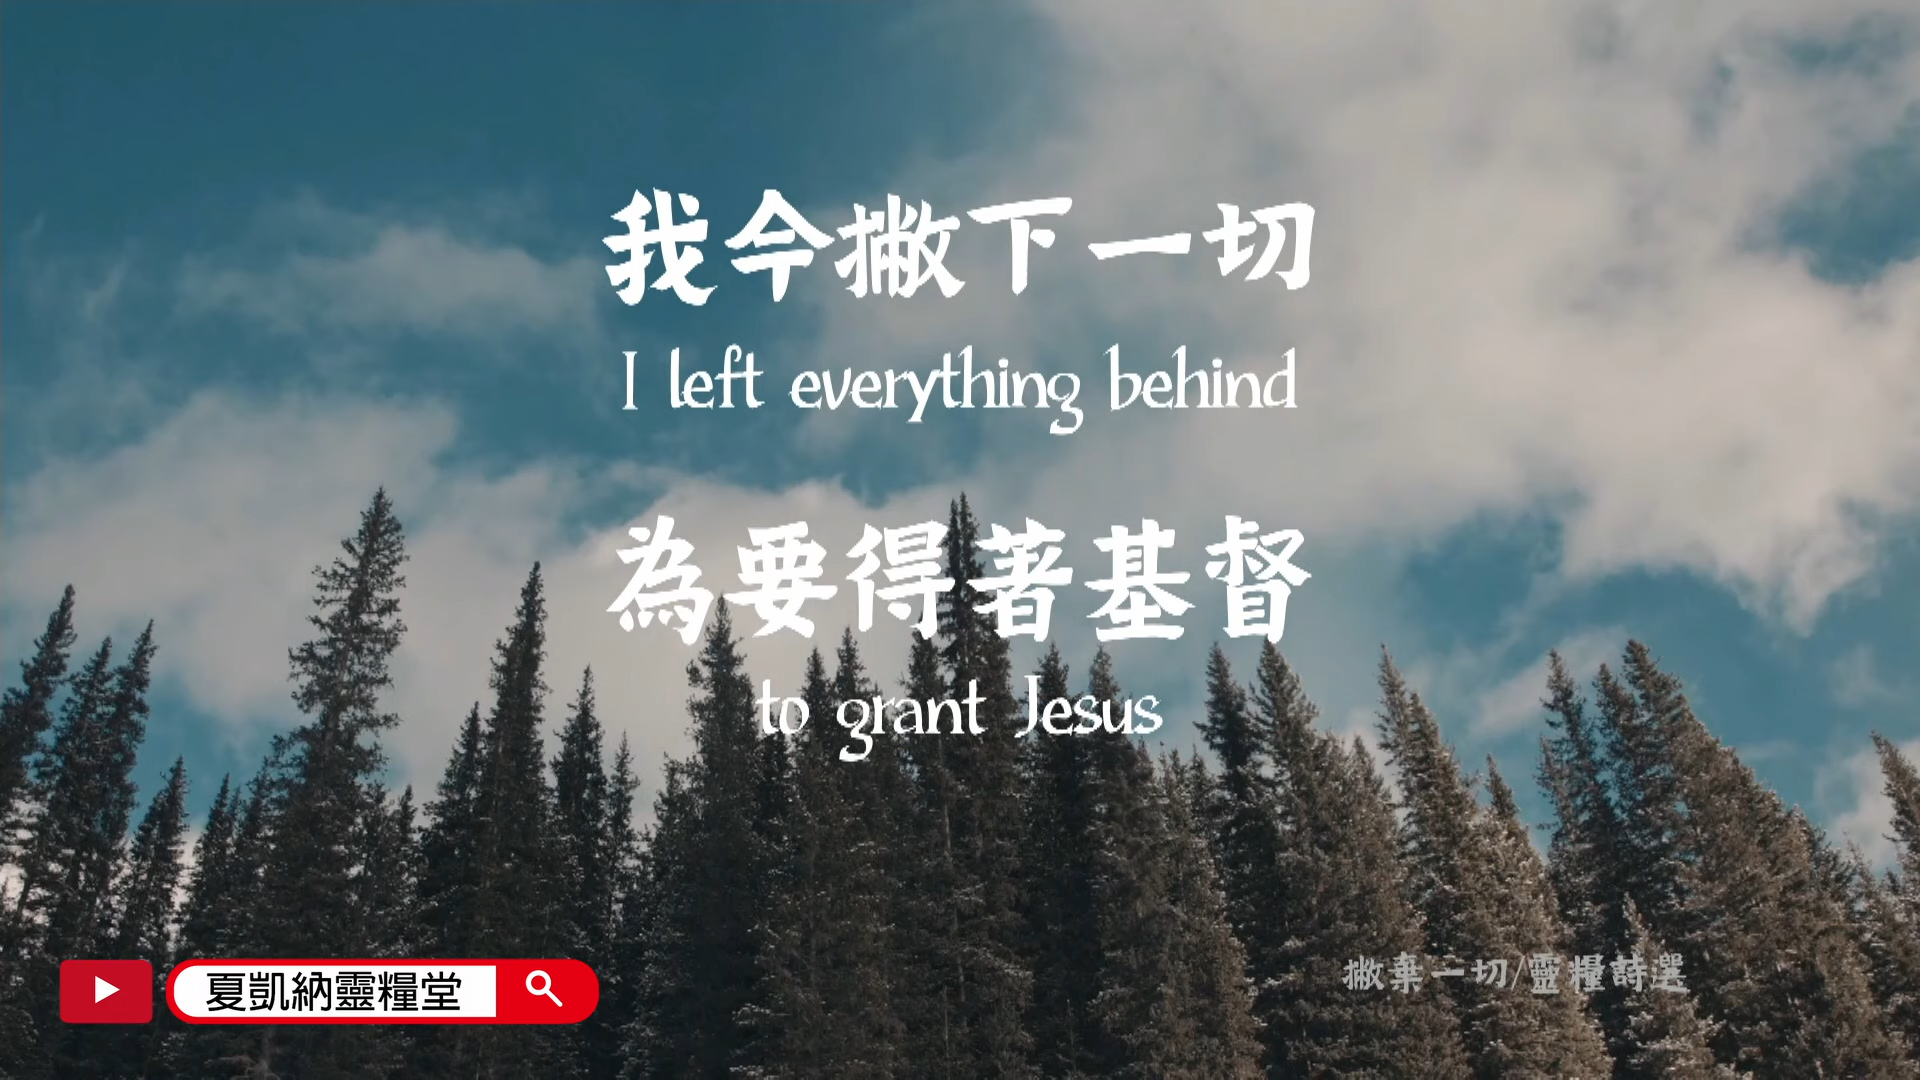 我今撇下一切
I left everything behind
為要得著基督
to grant Jesus
夏凱納靈糧堂
撇棄一切/靈糧詩選